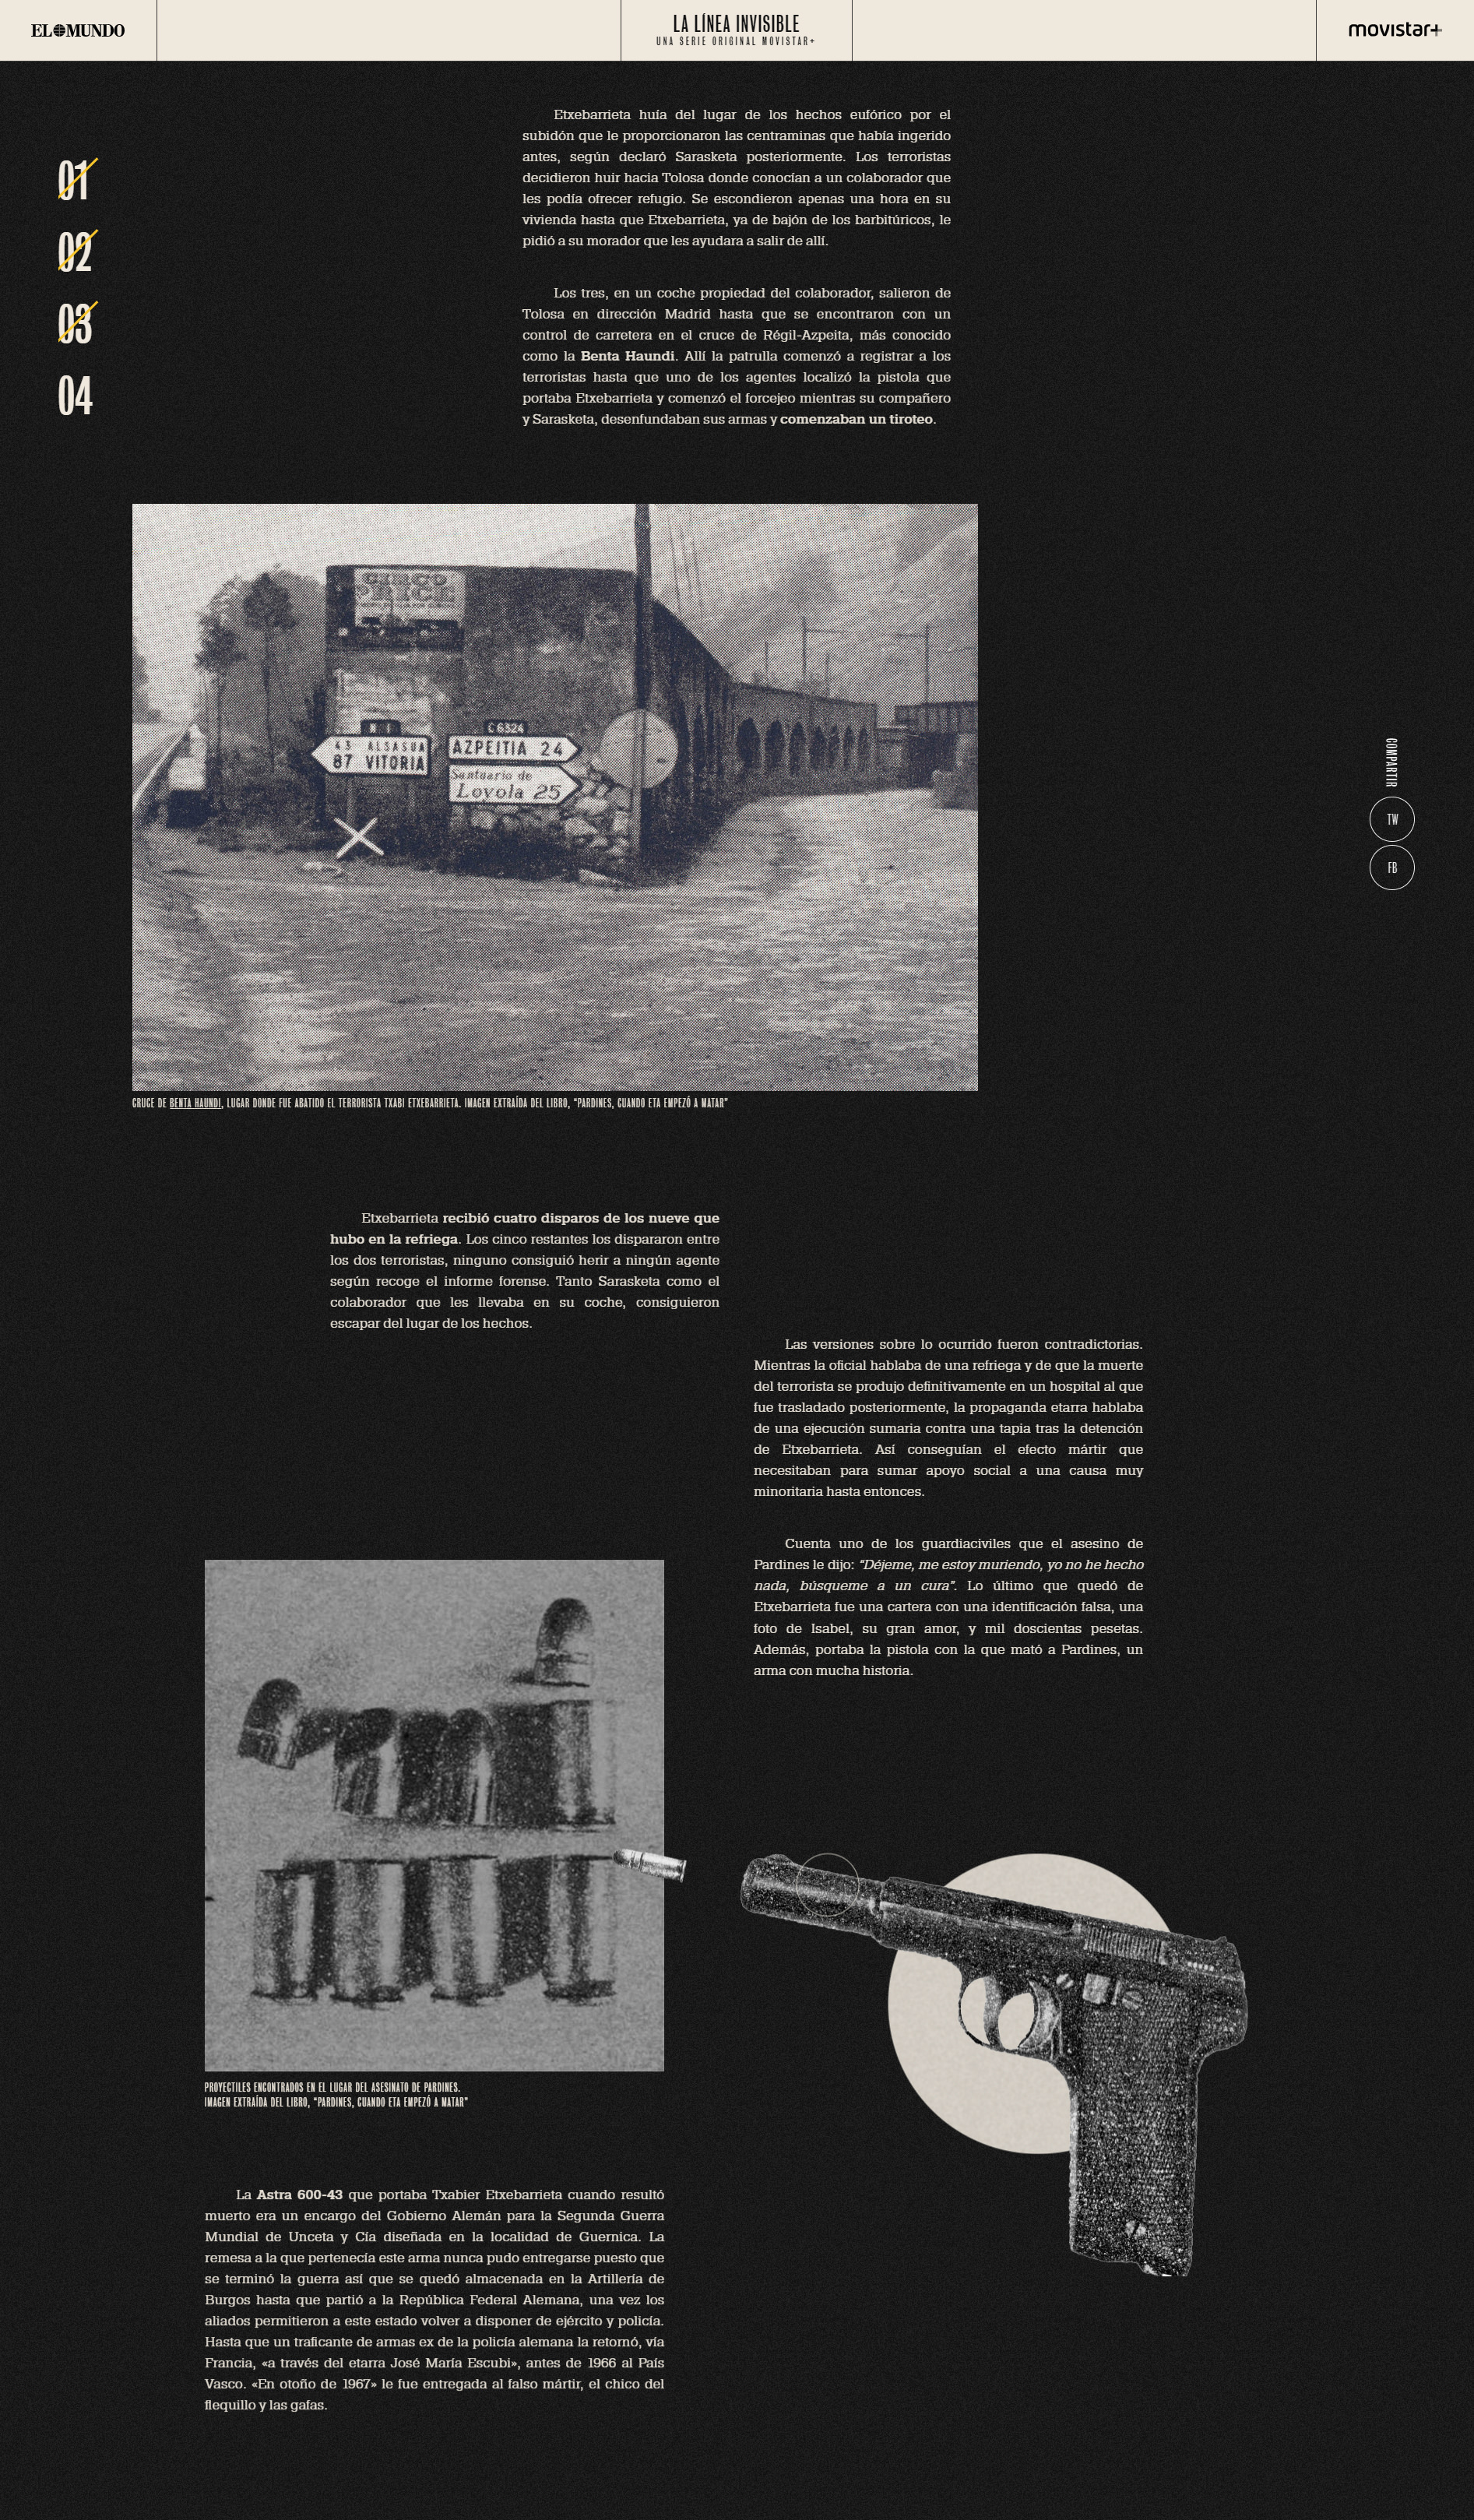 EL MUNDO
LA LÍNEA INVISIBLE
UNA SERIE ORIGINAL MOVISTAR+
movistar+
01
02
03
04
Etxebarrieta huía del lugar de los hechos eufórico por el
subidón que le proporcionaron las centraminas que había ingerido
antes, según declaró Sarasketa posteriormente. Los terroristas
decidieron huir hacia Tolosa donde conocían a un colaborador que
les podía ofrecer refugio. Se escondieron apenas una hora en su
vivienda hasta que Etxebarrieta, ya de bajón de los barbitúricos, le
pidió a su morador que les ayudara a salir de allí.
Los tres, en un coche propiedad del colaborador, salieron de
Tolosa en dirección Madrid hasta que se encontraron con un
control de carretera en el cruce de Régil-Azpeita, más conocido
como la Benta Haundi. Allí la patrulla comenzó a registrar a los
terroristas hasta que uno de los agentes localizó la pistola que
portaba Etxebarrieta y comenzó el forcejeo mientras su compañero
y Sarasketa, desenfundaban sus armas y comenzaban un tiroteo.
CIRCO
PRICE
N I
43 ALSASUA
87 VITORIA
C 6324
AZPEITIA 24
Santuario de
Loyola 25
COMPARTIR
TW
FB
CRUCE DE BENTA HAUNDI, LUGAR DONDE FUE ABATIDO EL TERRORISTA TXABI ETXEBARRIETA. IMAGEN EXTRAÍDA DEL LIBRO, "PARDINES, CUANDO ETA EMPEZÓ A MATAR"
Etxebarrieta recibió cuatro disparos de los nueve que
hubo en la refriega. Los cinco restantes los dispararon entre
los dos terroristas, ninguno consiguió herir a ningún agente
según recoge el informe forense. Tanto Sarasketa como el
colaborador que les llevaba en su coche, consiguieron
escapar del lugar de los hechos.
Las versiones sobre lo ocurrido fueron contradictorias.
Mientras la oficial hablaba de una refriega y de que la muerte
del terrorista se produjo definitivamente en un hospital al que
fue trasladado posteriormente, la propaganda etarra hablaba
de una ejecución sumaria contra una tapia tras la detención
de Etxebarrieta. Así conseguían el efecto mártir que
necesitaban para sumar apoyo social a una causa muy
minoritaria hasta entonces.
Cuenta uno de los guardiaciviles que el asesino de
Pardines le dijo: “Déjeme, me estoy muriendo, yo no he hecho
nada, búsqueme a un cura”. Lo último que quedó de
Etxebarrieta fue una cartera con una identificación falsa, una
foto de Isabel, su gran amor, y mil doscientas pesetas.
Además, portaba la pistola con la que mató a Pardines, un
arma con mucha historia.
PROYECTILES ENCONTRADOS EN EL LUGAR DEL ASESINATO DE PARDINES.
IMAGEN EXTRAÍDA DEL LIBRO, "PARDINES, CUANDO ETA EMPEZÓ A MATAR"
La Astra 600-43 que portaba Txabier Etxebarrieta cuando resultó
muerto era un encargo del Gobierno Alemán para la Segunda Guerra
Mundial de Unceta y Cía diseñada en la localidad de Guernica. La
remesa a la que pertenecía este arma nunca pudo entregarse puesto que
se terminó la guerra así que se quedó almacenada en la Artillería de
Burgos hasta que partió a la República Federal Alemana, una vez los
aliados permitieron a este estado volver a disponer de ejército y policía.
Hasta que un traficante de armas ex de la policía alemana la retornó, vía
Francia, «a través del etarra José María Escubi», antes de 1966 al País
Vasco. «En otoño de 1967» le fue entregada al falso mártir, el chico del
flequillo y las gafas.